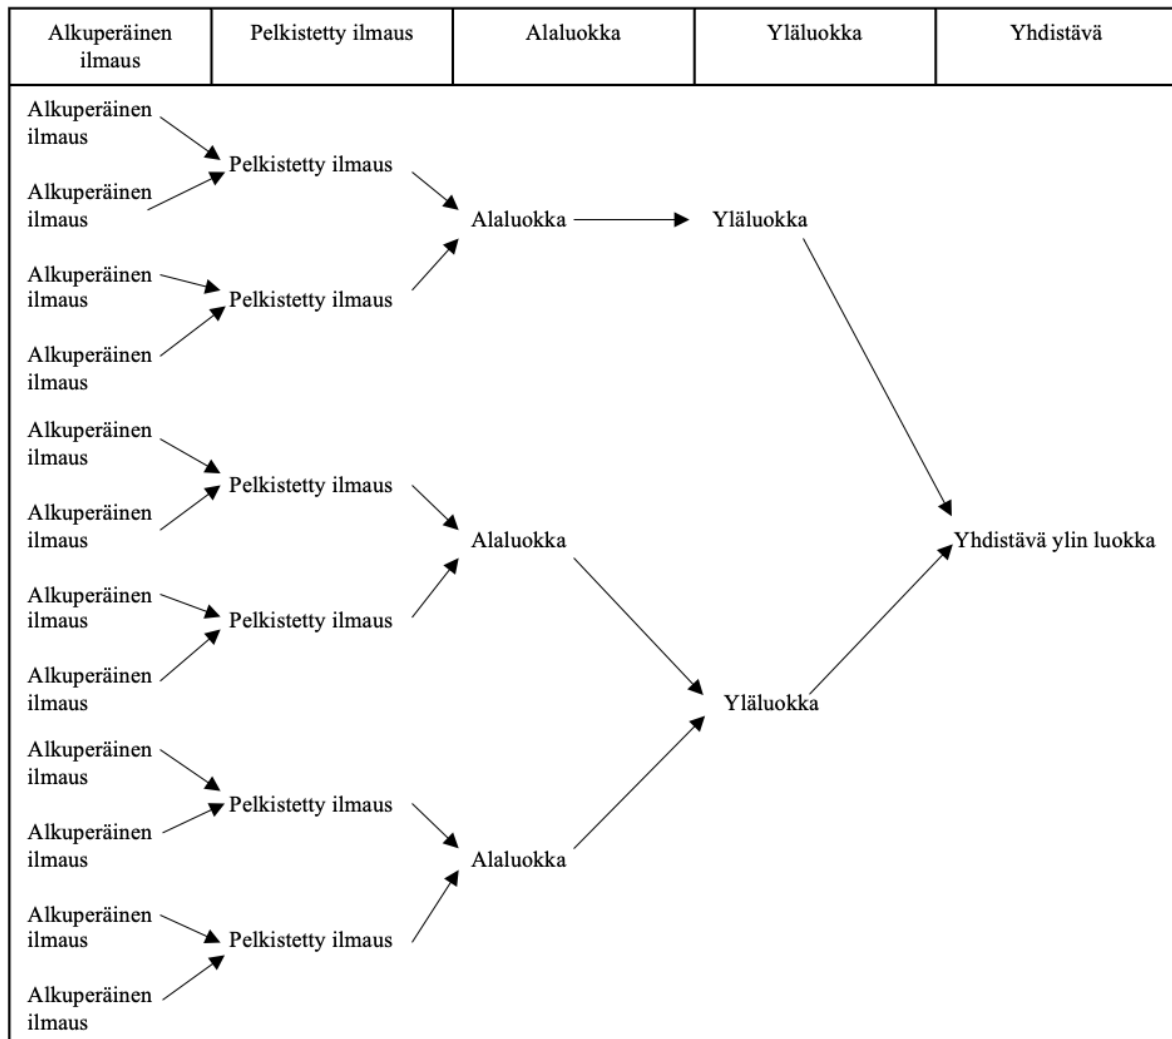 Alkuperäinen
ilmaus
Pelkistetty ilmaus
Alaluokka
Yläluokka
Yhdistävä
Alkuperäinen
ilmaus
Pelkistetty ilmaus
Alkuperäinen
ilmaus
Alaluokka
Yläluokka
Alkuperäinen
ilmaus
Pelkistetty ilmaus
Alkuperäinen
ilmaus
Alkuperäinen
ilmaus
Pelkistetty ilmaus
Alkuperäinen
ilmaus
Alaluokka
Yhdistävä ylin luokka
Alkuperäinen
ilmaus
Pelkistetty ilmaus
Alkuperäinen
ilmaus
Yläluokka
Alkuperäinen
ilmaus
Pelkistetty ilmaus
Alkuperäinen
ilmaus
Alaluokka
Alkuperäinen
ilmaus
Pelkistetty ilmaus
Alkuperäinen
ilmaus